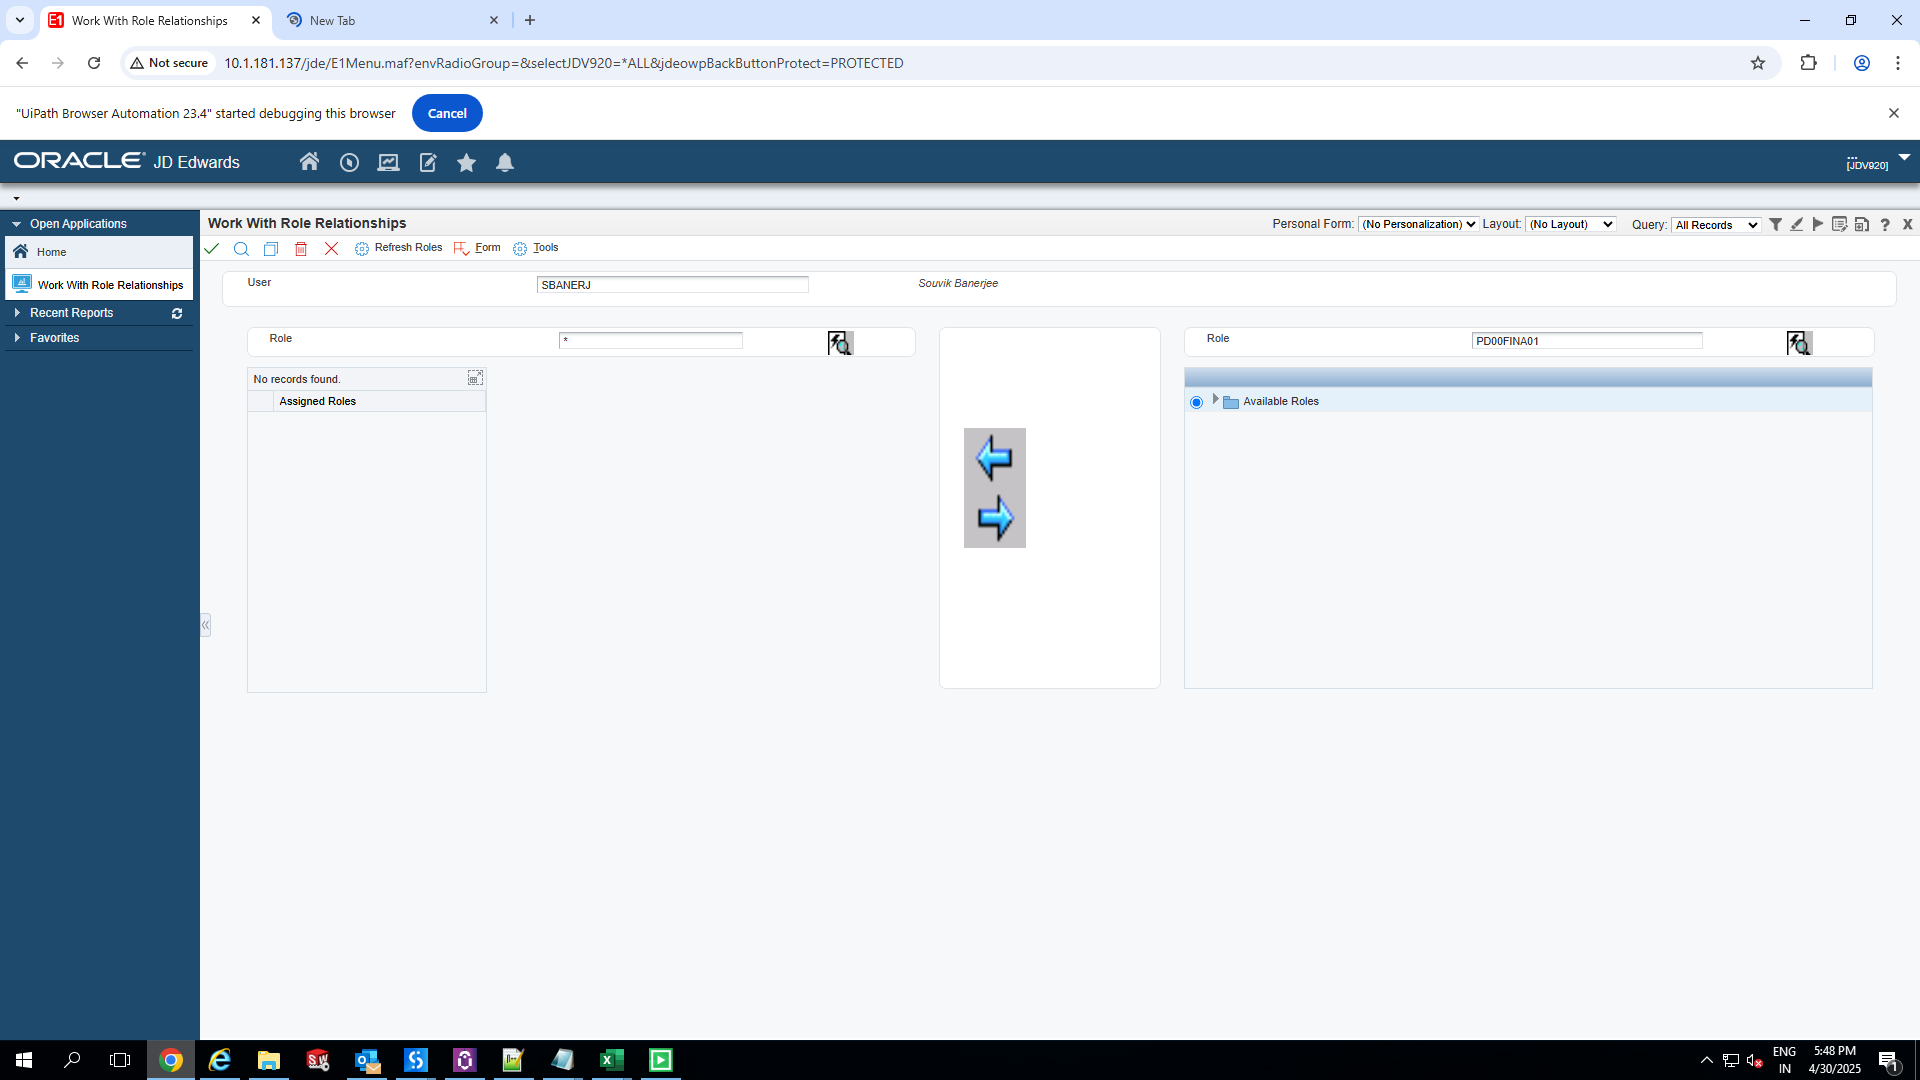 Work With Role Relationships
New Tab
Not secure
10.1.181.137/jde/E1Menu.maf?envRadioGroup=&selectJDV920=*ALL&jdeowpBackButtonProtect=PROTECTED
"UiPath Browser Automation 23.4" started debugging this browser
Cancel
ORACLE JD Edwards
...
[JDV920]
Open Applications
Home
Work With Role Relationships
Recent Reports
Favorites
Work With Role Relationships
Personal Form: (No Personalization) Layout: (No Layout) Query: All Records
Refresh Roles Form Tools
User SBANERJ Souvik Banerjee
Role *
Role PD00FINA01
No records found.
Assigned Roles
Available Roles
ENG
IN
5:48 PM
4/30/2025
1